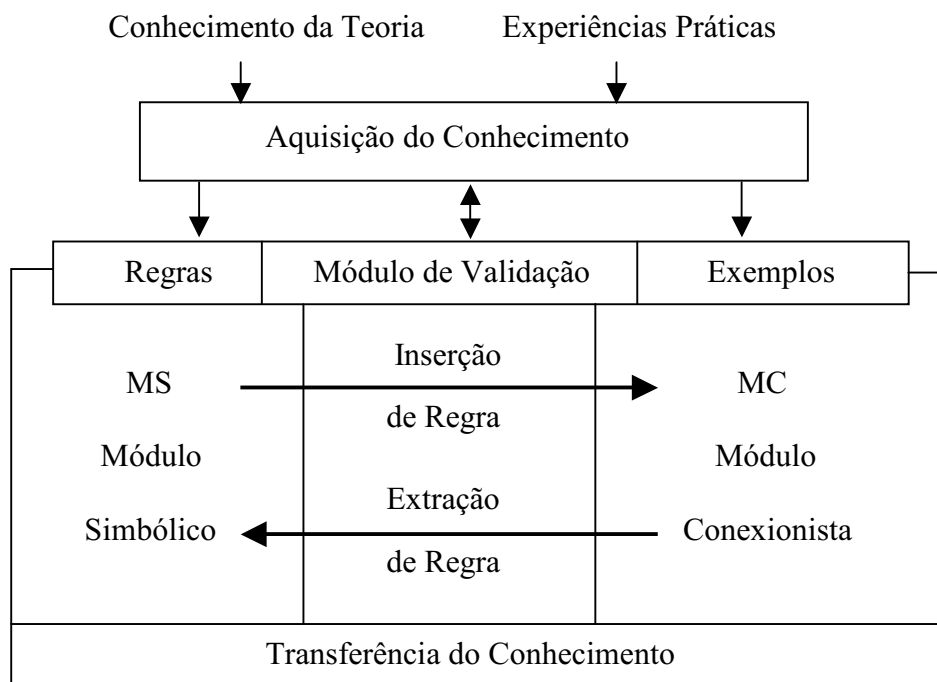 Conhecimento da Teoria
Experiências Práticas
Aquisição do Conhecimento
Regras
Módulo de Validação
Exemplos
MS
Módulo
Simbólico
Inserção
de Regra
Extração
de Regra
MC
Módulo
Conexionista
Transferência do Conhecimento